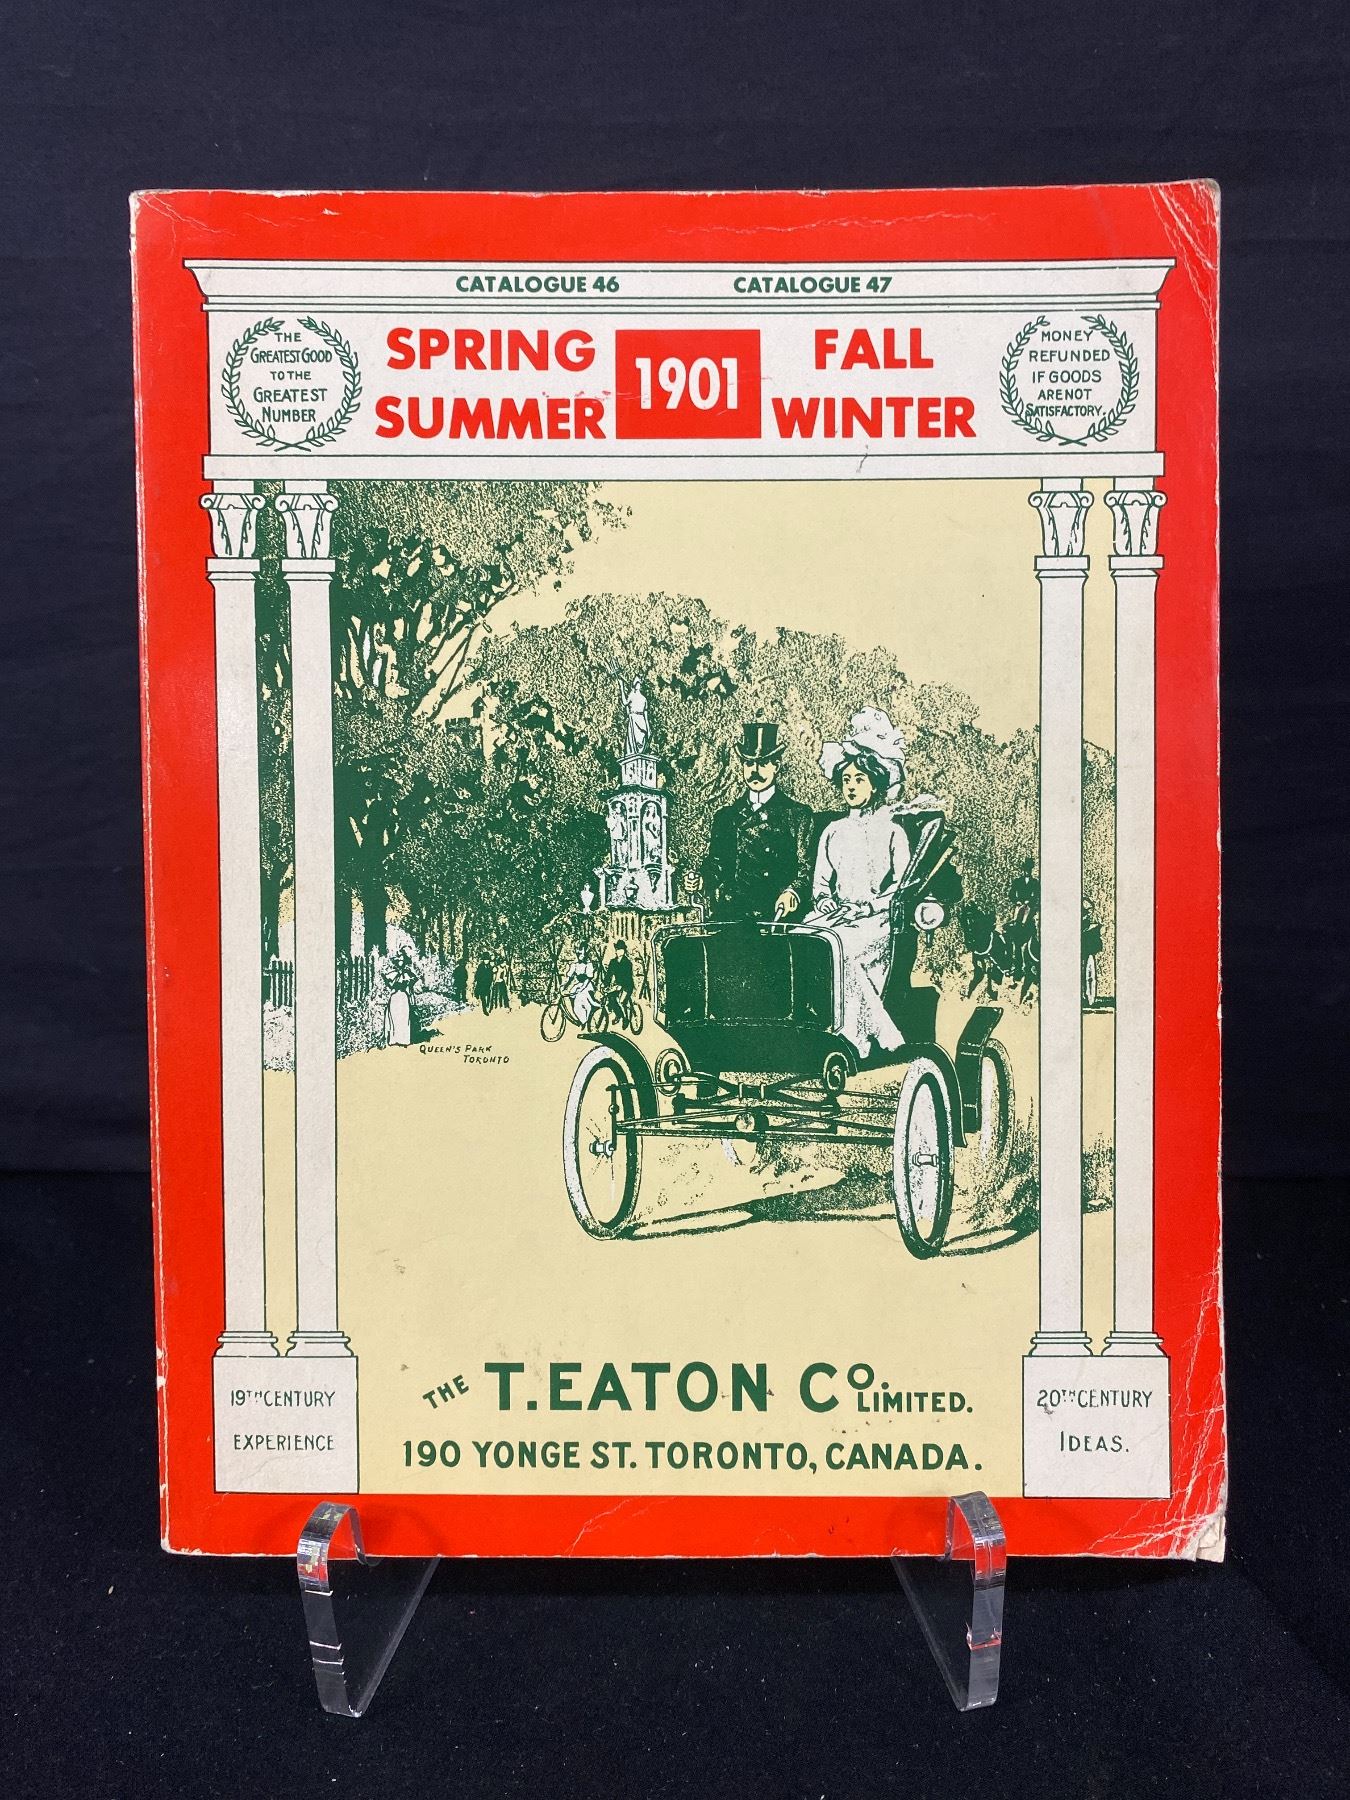 CATALOGUE 46
CATALOGUE 47
THE
GREATEST GOOD
TO THE
GREATEST
NUMBER
SPRING
SUMMER
1901
FALL
WINTER
MONEY
REFUNDED
IF GOODS
ARE NOT
SATISFACTORY.
QUEEN'S PARK
TORONTO
THE T. EATON CO. LIMITED.
190 YONGE ST. TORONTO, CANADA.
19TH CENTURY
EXPERIENCE
20TH CENTURY
IDEAS.